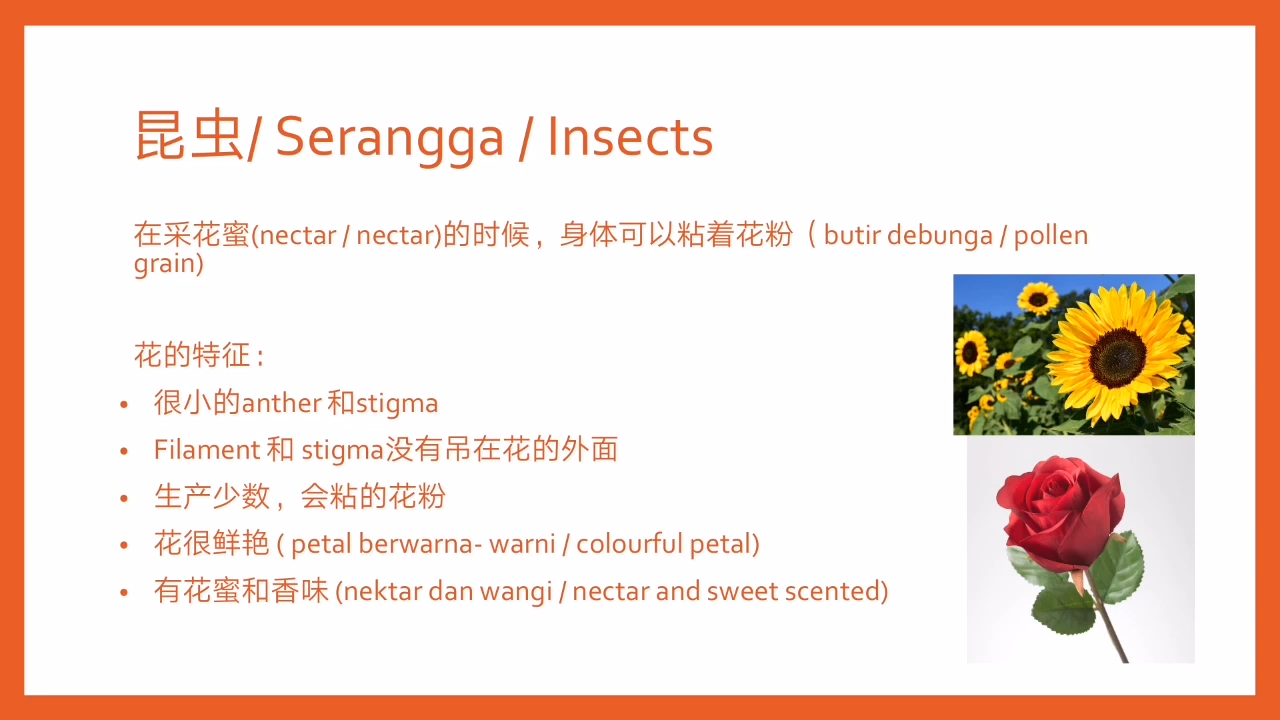 昆虫/ Serangga / Insects
在采花蜜(nectar / nectar)的时候，身体可以粘着花粉（ butir debunga / pollen
grain)
花的特征 :
• 很小的anther 和stigma
• Filament 和 stigma没有吊在花的外面
• 生产少数，会粘的花粉
• 花很鲜艳 ( petal berwarna- warni / colourful petal)
• 有花蜜和香味 (nektar dan wangi / nectar and sweet scented)